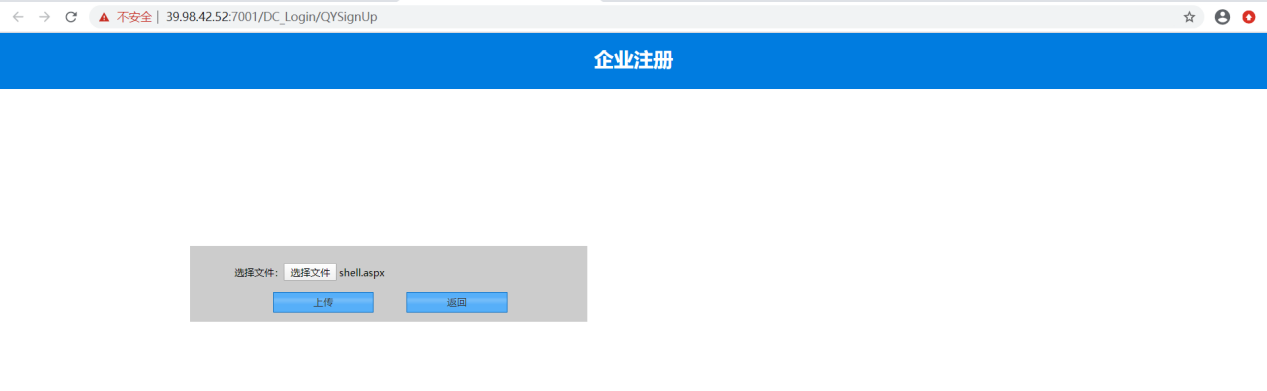 不安全 | 39.98.42.52:7001/DC_Login/QYSignUp
企业注册
选择文件: 选择文件 shell.aspx
上传 返回